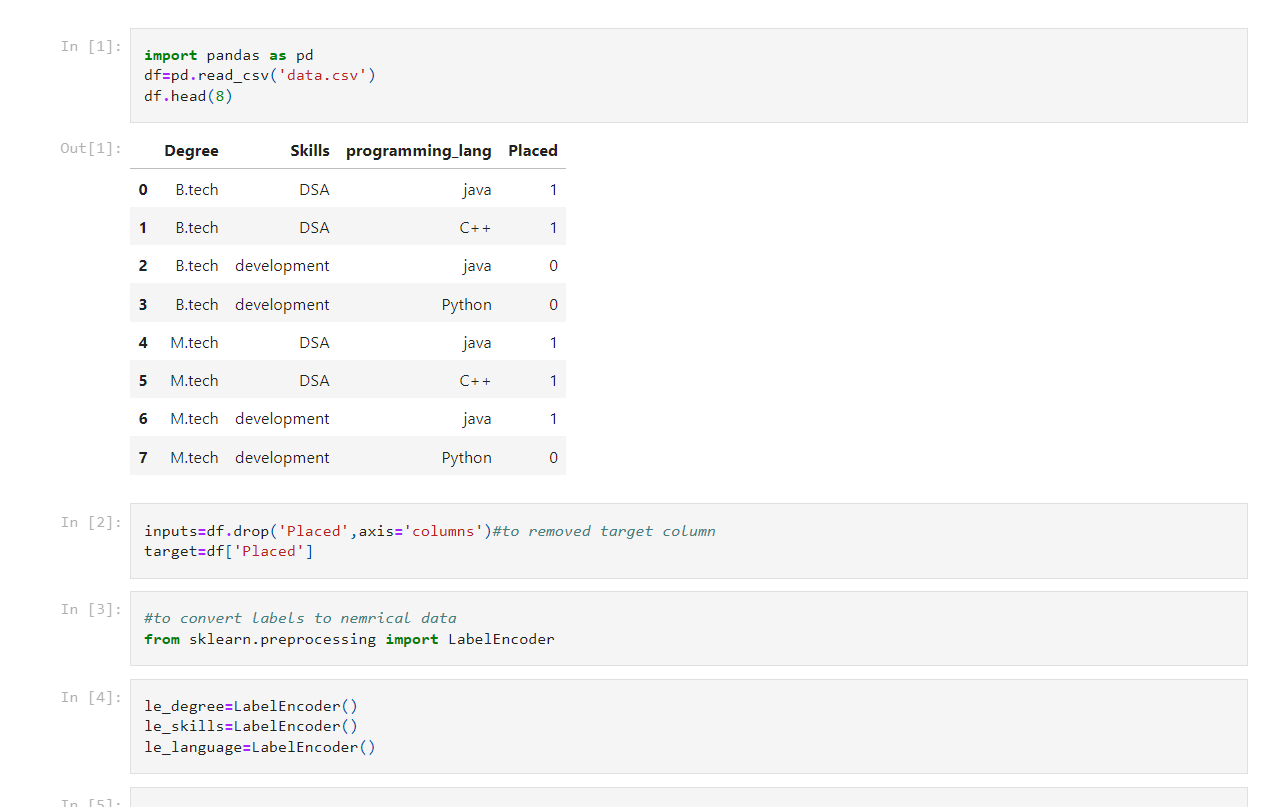 In [1]:
import pandas as pd
df=pd.read_csv('data.csv')
df.head(8)
Out[1]:
Degree Skills programming_lang Placed
0 B.tech DSA java 1
1 B.tech DSA C++ 1
2 B.tech development java 0
3 B.tech development Python 0
4 M.tech DSA java 1
5 M.tech DSA C++ 1
6 M.tech development java 1
7 M.tech development Python 0
In [2]:
inputs=df.drop('Placed',axis='columns')#to removed target column
target=df['Placed']
In [3]:
#to convert labels to nemrical data
from sklearn.preprocessing import LabelEncoder
In [4]:
le_degree=LabelEncoder()
le_skills=LabelEncoder()
le_language=LabelEncoder()
In [5]: